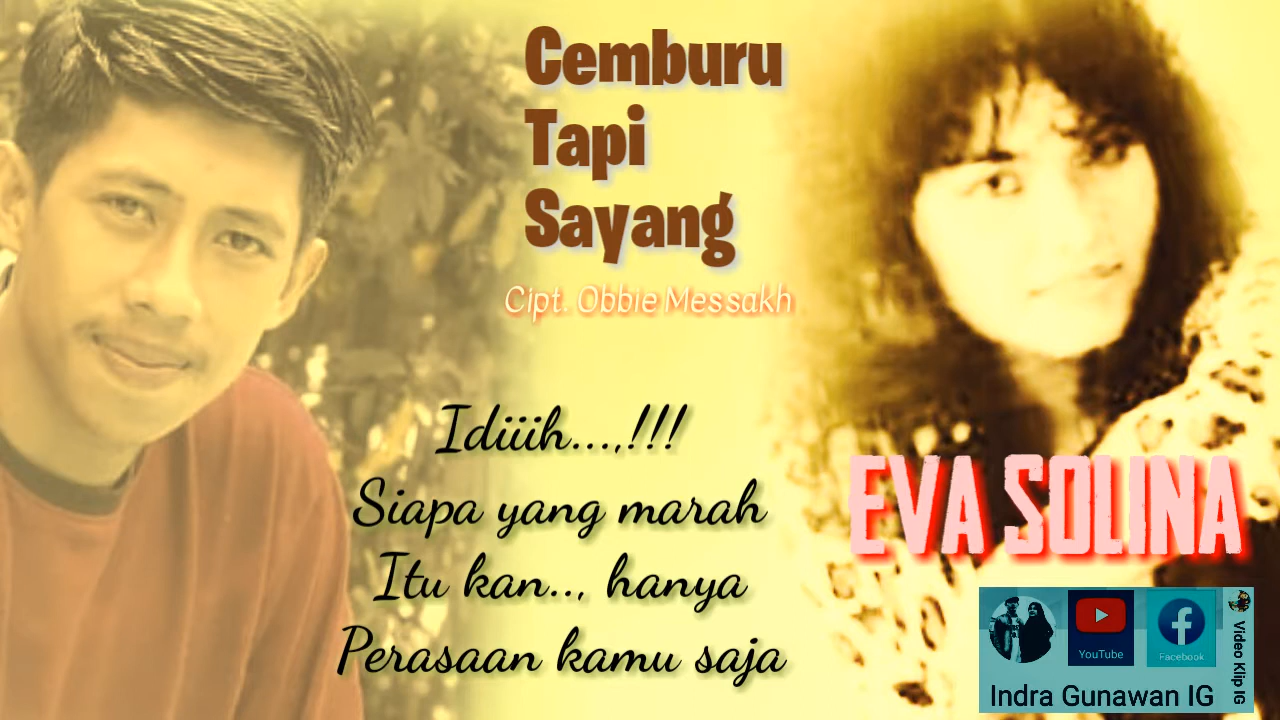 Cemburu
Tapi
Sayang
Cipt. Obbie Messakh
Idiiih...,!!!
Siapa yang marah
Itu kan.., hanya
Perasaan kamu saja
EVA SOLINA
YouTube
Facebook
Indra Gunawan IG
Video Klip IG